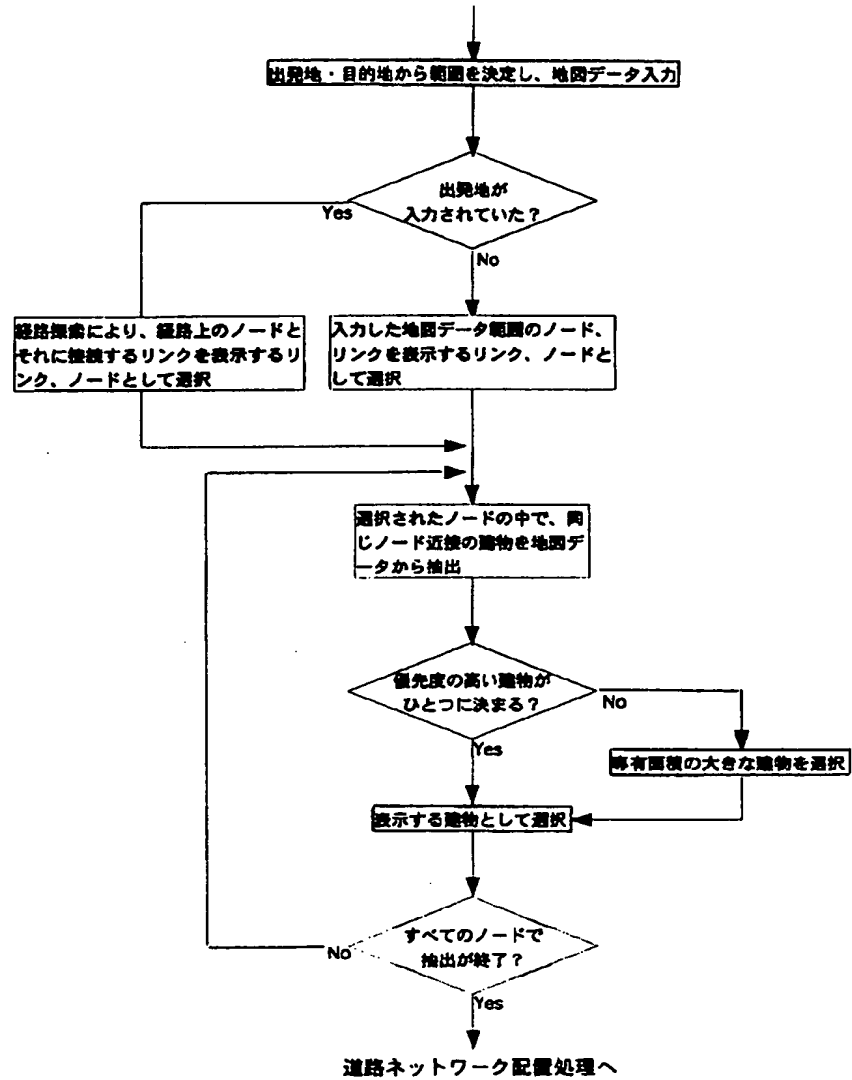 出発地・目的地から範囲を決定し、地図データ入力
出発地が
入力されていた？
Yes
No
経路探索により、経路上のノードと
それに接続するリンクを表示するリ
ンク、ノードとして選択
入力した地図データ範囲のノード、
リンクを表示するリンク、ノードと
して選択
選択されたノードの中で、同
じノード近接の建物を地図デ
ータから抽出
優先度の高い建物が
ひとつに決まる？
No
Yes
専有面積の大きな建物を選択
表示する建物として選択
すべてのノードで
抽出が終了？
No
Yes
道路ネットワーク配置処理へ